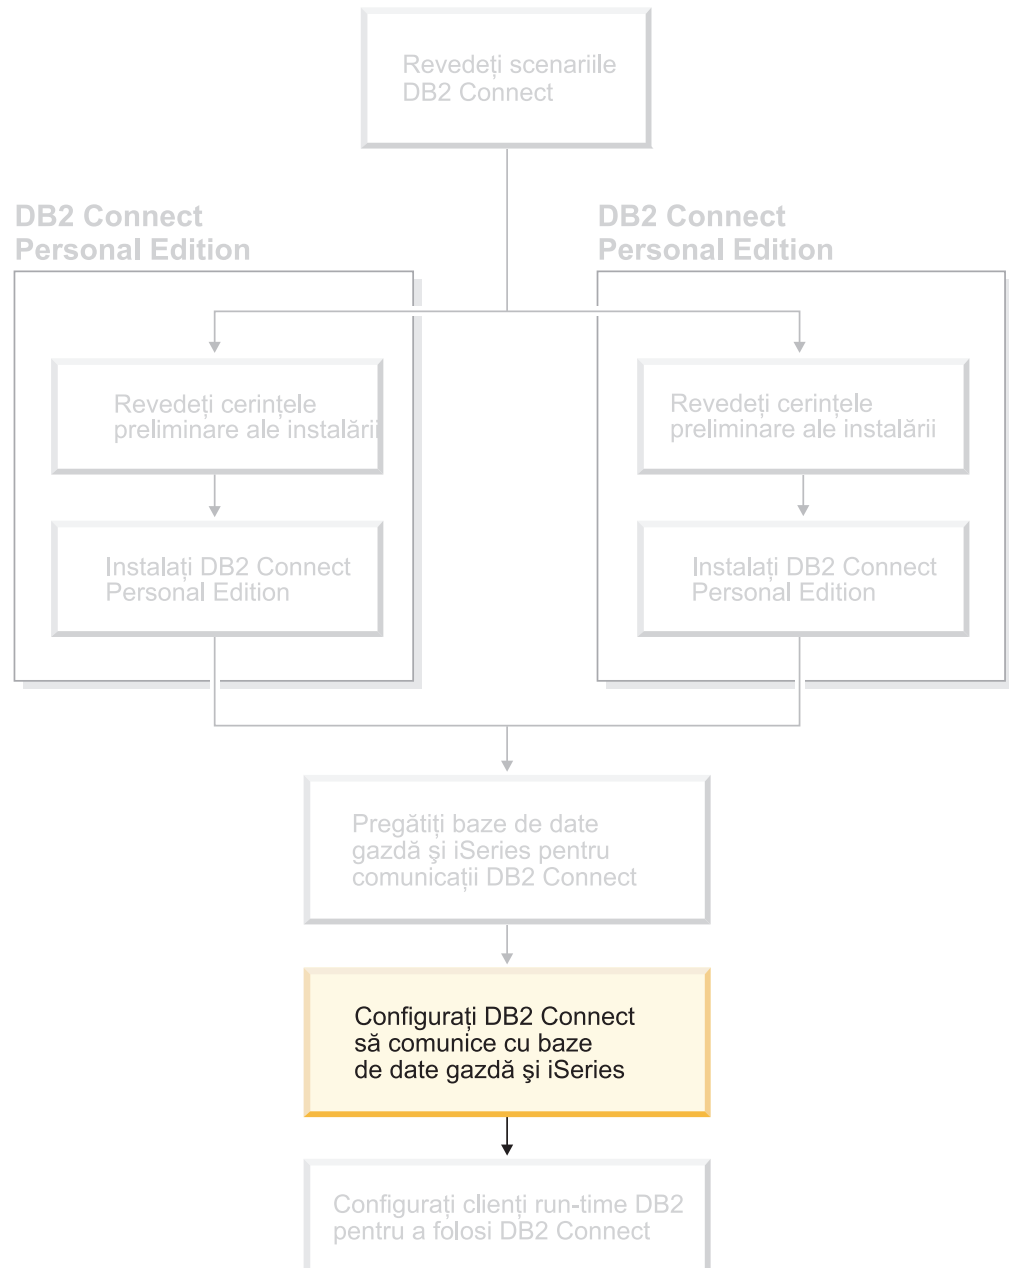 Revedeți scenariile
DB2 Connect
DB2 Connect
Personal Edition
DB2 Connect
Personal Edition
Revedeți cerințele
preliminare ale instalării
Revedeți cerințele
preliminare ale instalării
Instalați DB2 Connect
Personal Edition
Instalați DB2 Connect
Personal Edition
Pregătiți baze de date
gazdă şi iSeries pentru
comunicații DB2 Connect
Configurați DB2 Connect
să comunice cu baze
de date gazdă şi iSeries
Configurați clienți run-time DB2
pentru a folosi DB2 Connect